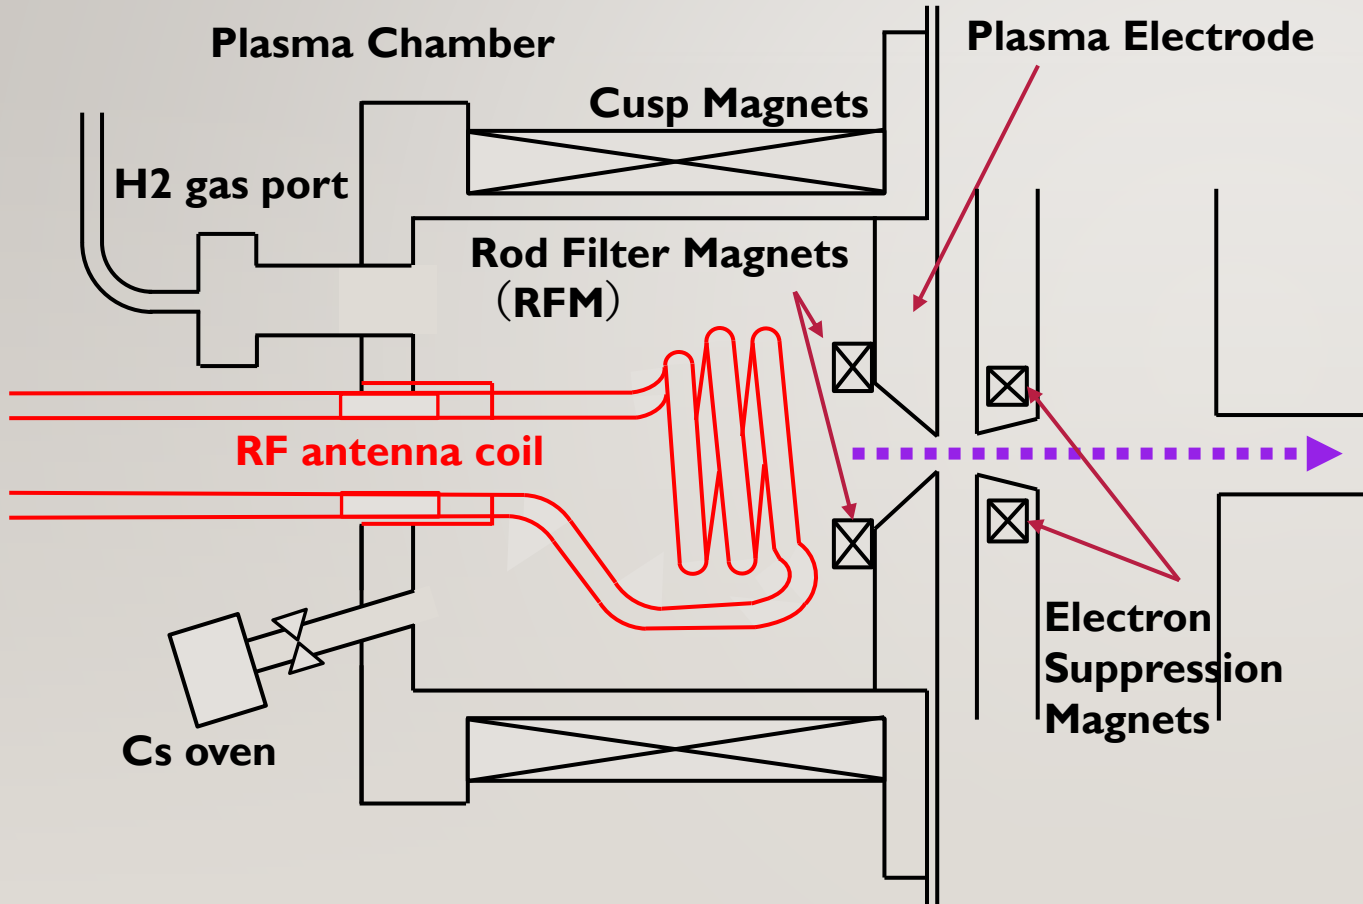 Plasma Chamber
Plasma Electrode
Cusp Magnets
H2 gas port
Rod Filter Magnets
（RFM）
RF antenna coil
Electron
Suppression
Magnets
Cs oven